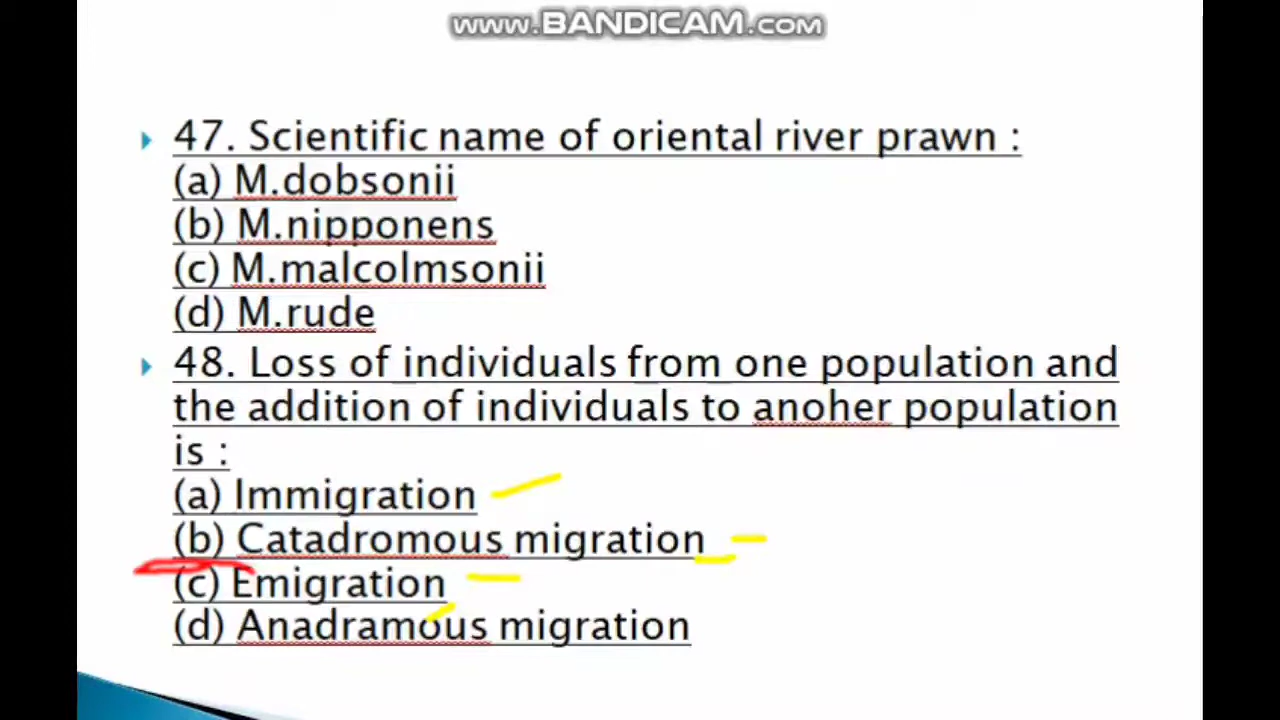 www.BANDICAM.com
47. Scientific name of oriental river prawn :
(a) M.dobsonii
(b) M.nipponens
(c) M.malcolmsonii
(d) M.rude
48. Loss of individuals from one population and
the addition of individuals to anoher population
is :
(a) Immigration
(b) Catadromous migration
(c) Emigration
(d) Anadramous migration